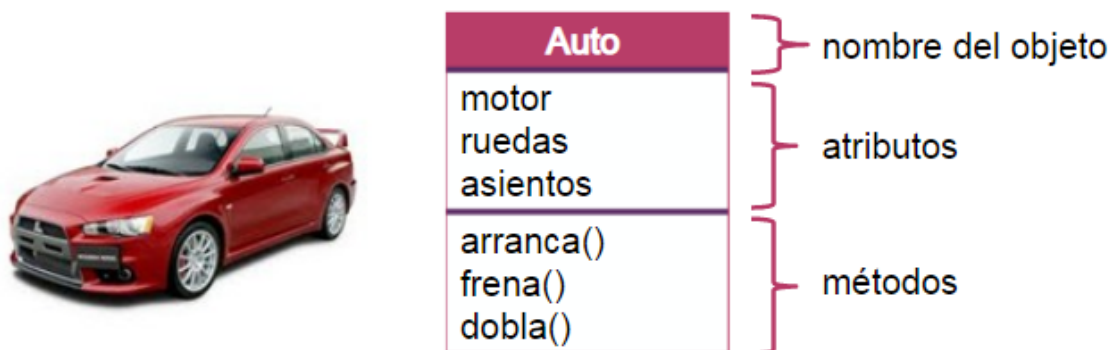 Auto
nombre del objeto
motor
ruedas
asientos
atributos
arranca()
frena()
dobla()
métodos